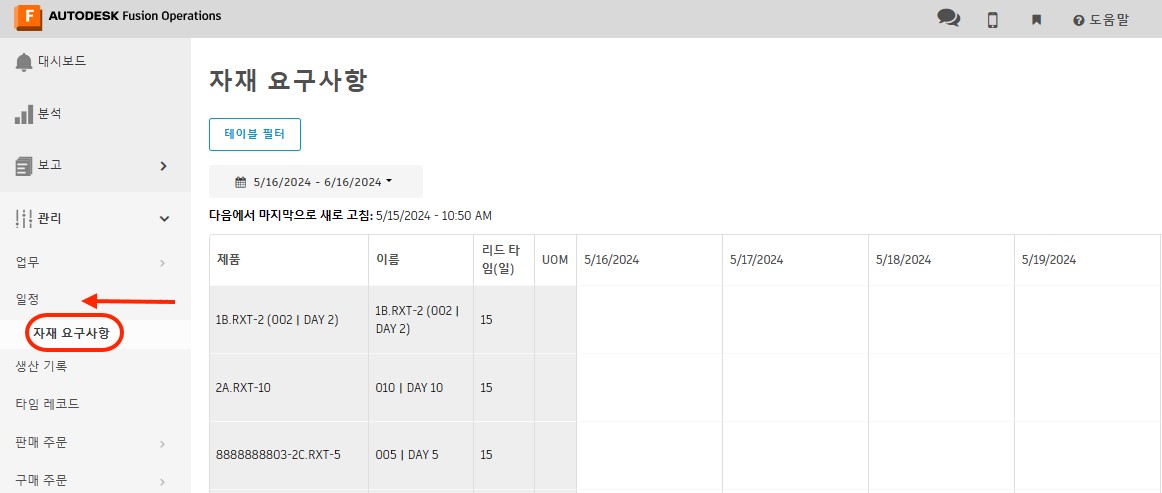 AUTODESK Fusion Operations
도움말
대시보드
분석
보고
관리
업무
일정
자재 요구사항
생산 기록
타임 레코드
판매 주문
구매 주문
자재 요구사항
테이블 필터
5/16/2024 - 6/16/2024
다음에서 마지막으로 새로 고침: 5/15/2024 - 10:50 AM
제품 이름 리드 타임(일) UOM 5/16/2024 5/17/2024 5/18/2024 5/19/2024
1B.RXT-2 (002 | DAY 2) 1B.RXT-2 (002 | DAY 2) 15
2A.RXT-10 010 | DAY 10 15
8888888803-2C.RXT-5 005 | DAY 5 15